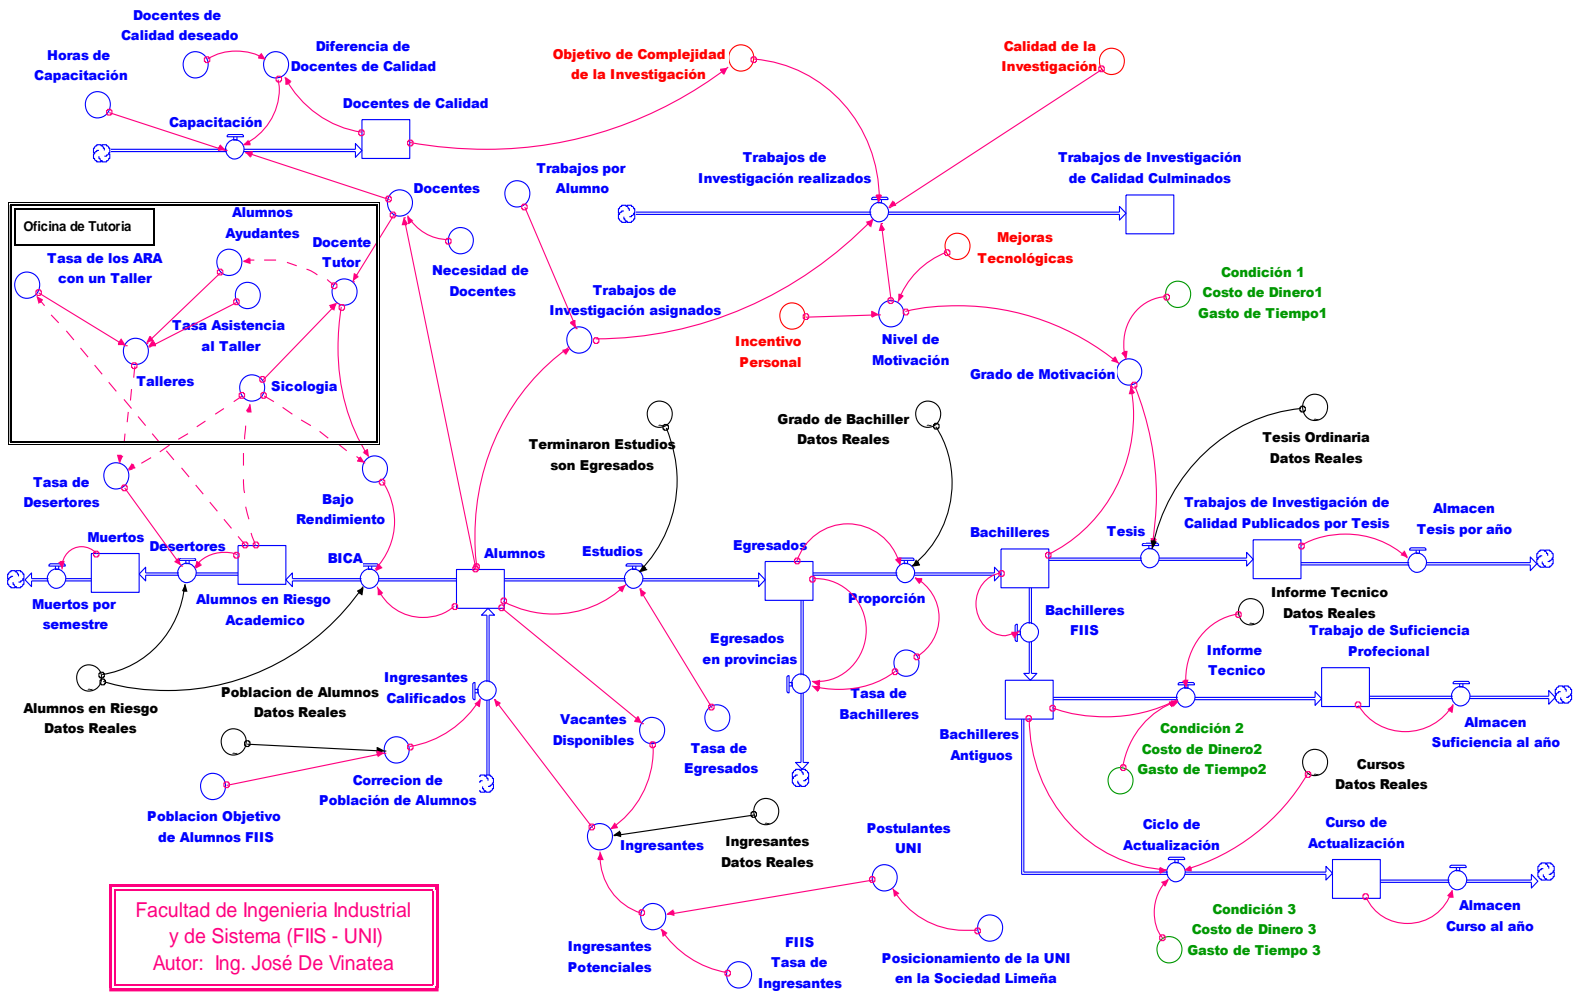 Docentes de
Calidad deseado
Horas de
Capacitación
Diferencia de
Docentes de Calidad
Docentes de Calidad
Capacitación
Objetivo de Complejidad
de la Investigación
Calidad de la
Investigación
Trabajos por
Alumno
Trabajos de
Investigación realizados
Trabajos de Investigación
de Calidad Culminados
Docentes
Necesidad de
Docentes
Oficina de Tutoria
Alumnos
Ayudantes
Docente
Tutor
Tasa de los ARA
con un Taller
Tasa Asistencia
al Taller
Talleres
Sicologia
Trabajos de
Investigación asignados
Mejoras
Tecnológicas
Incentivo
Personal
Nivel de
Motivación
Condición 1
Costo de Dinero1
Gasto de Tiempo1
Grado de Motivación
Terminaron Estudios
son Egresados
Grado de Bachiller
Datos Reales
Tesis Ordinaria
Datos Reales
Tasa de
Desertores
Bajo
Rendimiento
Muertos
Desertores
BICA
Alumnos
Estudios
Egresados
Proporción
Bachilleres
Tesis
Trabajos de Investigación de
Calidad Publicados por Tesis
Almacen
Tesis por año
Muertos por
semestre
Alumnos en Riesgo
Academico
Bachilleres
FIIS
Informe Tecnico
Datos Reales
Egresados
en provincias
Tasa de
Bachilleres
Informe
Tecnico
Trabajo de Suficiencia
Profecional
Alumnos en Riesgo
Datos Reales
Poblacion de Alumnos
Datos Reales
Ingresantes
Calificados
Vacantes
Disponibles
Tasa de
Egresados
Bachilleres
Antiguos
Condición 2
Costo de Dinero2
Gasto de Tiempo2
Almacen
Suficiencia al año
Correcion de
Población de Alumnos
Poblacion Objetivo
de Alumnos FIIS
Cursos
Datos Reales
Ingresantes
Ingresantes
Datos Reales
Postulantes
UNI
Ciclo de
Actualización
Curso de
Actualización
Facultad de Ingenieria Industrial
y de Sistema (FIIS - UNI)
Autor: Ing. José De Vinatea
Ingresantes
Potenciales
FIIS
Tasa de
Ingresantes
Posicionamiento de la UNI
en la Sociedad Limeña
Condición 3
Costo de Dinero 3
Gasto de Tiempo 3
Almacen
Curso al año